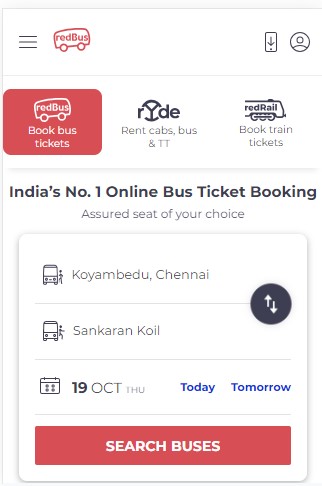 redBus
redBus
Book bus
tickets
ryde
Rent cabs, bus
& TT
redRail
Book train
tickets
India's No. 1 Online Bus Ticket Booking
Assured seat of your choice
Koyambedu, Chennai
Sankaran Koil
19 OCT THU Today Tomorrow
SEARCH BUSES